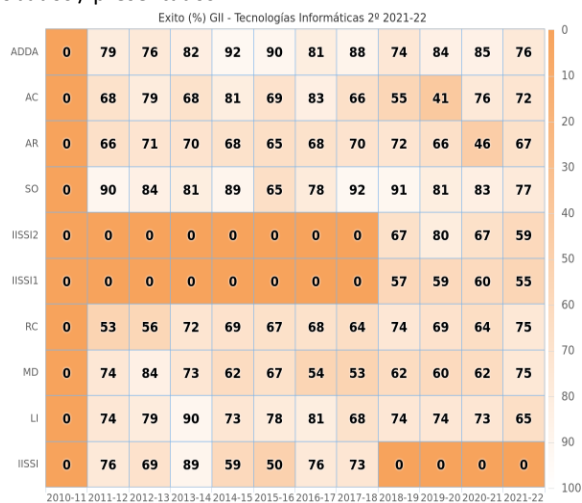 Exito (%) GII - Tecnologías Informáticas 2º 2021-22
ADDA 0 79 76 82 92 90 81 88 74 84 85 76
AC 0 68 79 68 81 69 83 66 55 41 76 72
AR 0 66 71 70 68 65 68 70 72 66 46 67
SO 0 90 84 81 89 65 78 92 91 81 83 77
IISSI2 0 0 0 0 0 0 0 0 67 80 67 59
IISSI1 0 0 0 0 0 0 0 0 57 59 60 55
RC 0 53 56 72 69 67 68 64 74 69 64 75
MD 0 74 84 73 62 67 54 53 62 60 62 75
LI 0 74 79 90 73 78 81 68 74 74 73 65
IISSI 0 76 69 89 59 50 76 73 0 0 0 0
2010-11 2011-12 2012-13 2013-14 2014-15 2015-16 2016-17 2017-18 2018-19 2019-20 2020-21 2021-22
0
10
20
30
40
50
60
70
80
90
100